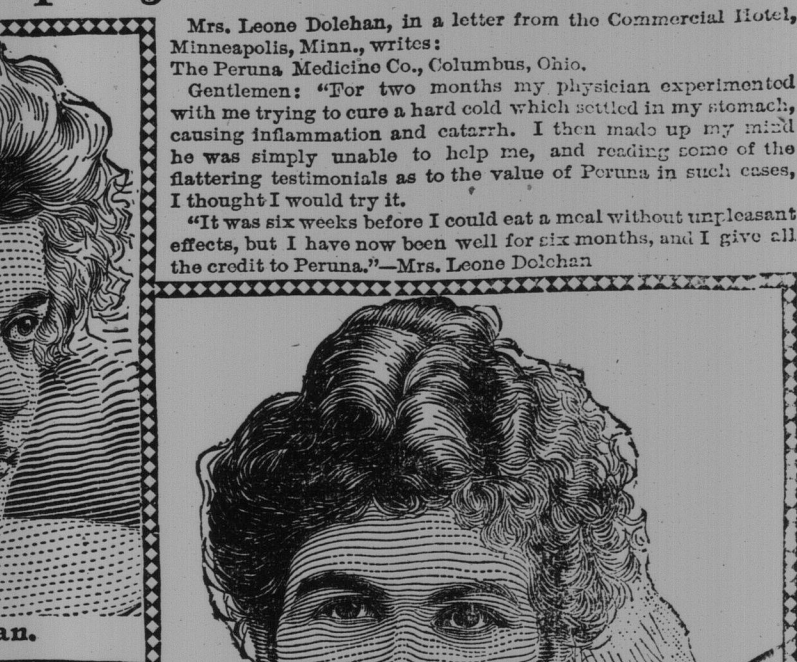 Mrs. Leone Dolehan, in a letter from the Commercial Hotel,
Minneapolis, Minn., writes:
The Peruna Medicine Co., Columbus, Ohio.
Gentlemen: “For two months my physician experimented
with me trying to cure a hard cold which settled in my stomach,
causing inflammation and catarrh. I then made up my mind
he was simply unable to help me, and reading some of the
flattering testimonials as to the value of Peruna in such cases,
I thought I would try it.
“It was six weeks before I could eat a meal without unpleasant
effects, but I have now been well for six months, and I give all
the credit to Peruna.”—Mrs. Leone Dolehan
an.